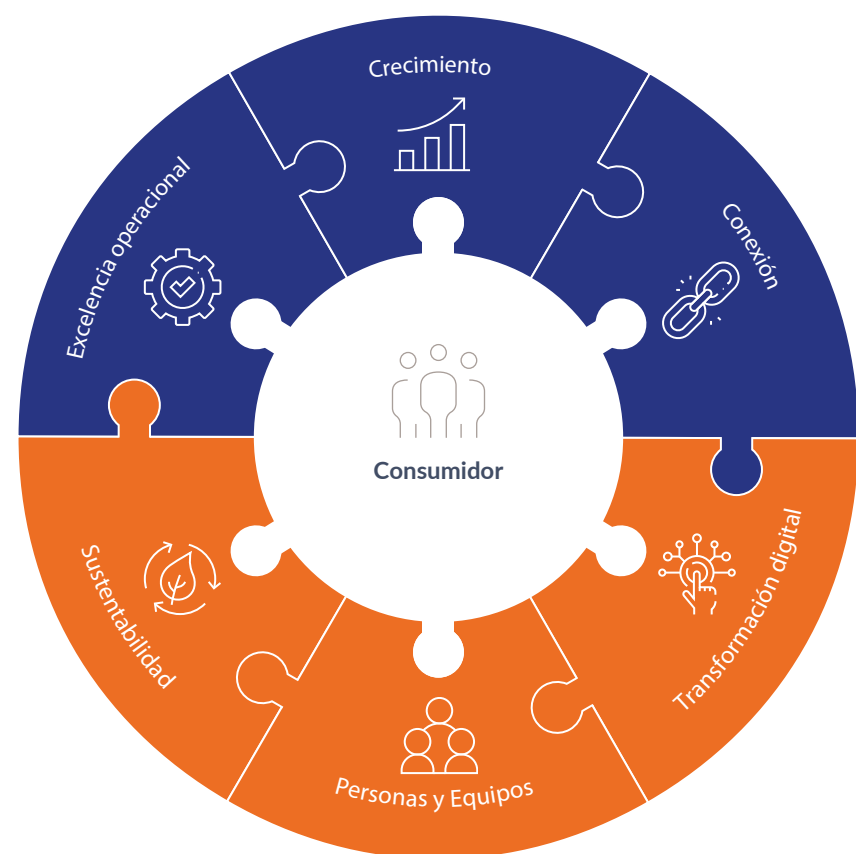 Crecimiento
Conexión
Transformación digital
Personas y Equipos
Sustentabilidad
Excelencia operacional
Consumidor